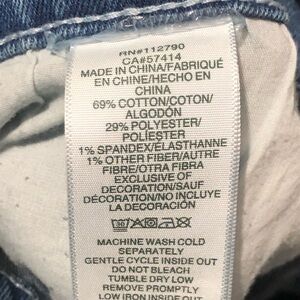 RN#112790
CA#57414
MADE IN CHINA/FABRIQUÉ
EN CHINE/HECHO EN
CHINA
69% COTTON/COTON/
ALGODÓN
29% POLYESTER/
POLIÉSTER
1% SPANDEX/ÉLASTHANNE
1% OTHER FIBER/AUTRE
FIBRE/OTRA FIBRA
EXCLUSIVE OF
DECORATION/SAUF
DÉCORATION/NO INCLUYE
LA DECORACIÓN
30
MACHINE WASH COLD
SEPARATELY
GENTLE CYCLE INSIDE OUT
DO NOT BLEACH
TUMBLE DRY LOW
REMOVE PROMPTLY
LOW IRON INSIDE OUT